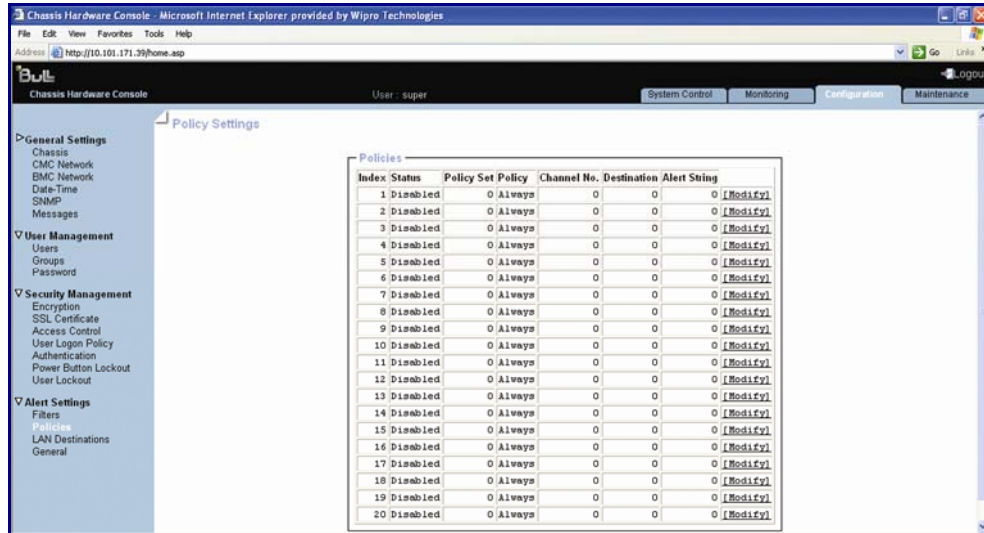 Chassis Hardware Console - Microsoft Internet Explorer provided by Wipro Technologies
File Edit View Favorites Tools Help
Address http://10.101.171.39/home.asp Go Links
Bull
Logout
Chassis Hardware Console
User : super
System Control Monitoring Configuration Maintenance
General Settings
Chassis
CMC Network
BMC Network
Date-Time
SNMP
Messages
User Management
Users
Groups
Password
Security Management
Encryption
SSL Certificate
Access Control
User Logon Policy
Authentication
Power Button Lockout
User Lockout
Alert Settings
Filters
Policies
LAN Destinations
General
Policy Settings
Policies
Index Status Policy Set Policy Channel No. Destination Alert String
1 Disabled 0 Always 0 0 0 [Modify]
2 Disabled 0 Always 0 0 0 [Modify]
3 Disabled 0 Always 0 0 0 [Modify]
4 Disabled 0 Always 0 0 0 [Modify]
5 Disabled 0 Always 0 0 0 [Modify]
6 Disabled 0 Always 0 0 0 [Modify]
7 Disabled 0 Always 0 0 0 [Modify]
8 Disabled 0 Always 0 0 0 [Modify]
9 Disabled 0 Always 0 0 0 [Modify]
10 Disabled 0 Always 0 0 0 [Modify]
11 Disabled 0 Always 0 0 0 [Modify]
12 Disabled 0 Always 0 0 0 [Modify]
13 Disabled 0 Always 0 0 0 [Modify]
14 Disabled 0 Always 0 0 0 [Modify]
15 Disabled 0 Always 0 0 0 [Modify]
16 Disabled 0 Always 0 0 0 [Modify]
17 Disabled 0 Always 0 0 0 [Modify]
18 Disabled 0 Always 0 0 0 [Modify]
19 Disabled 0 Always 0 0 0 [Modify]
20 Disabled 0 Always 0 0 0 [Modify]